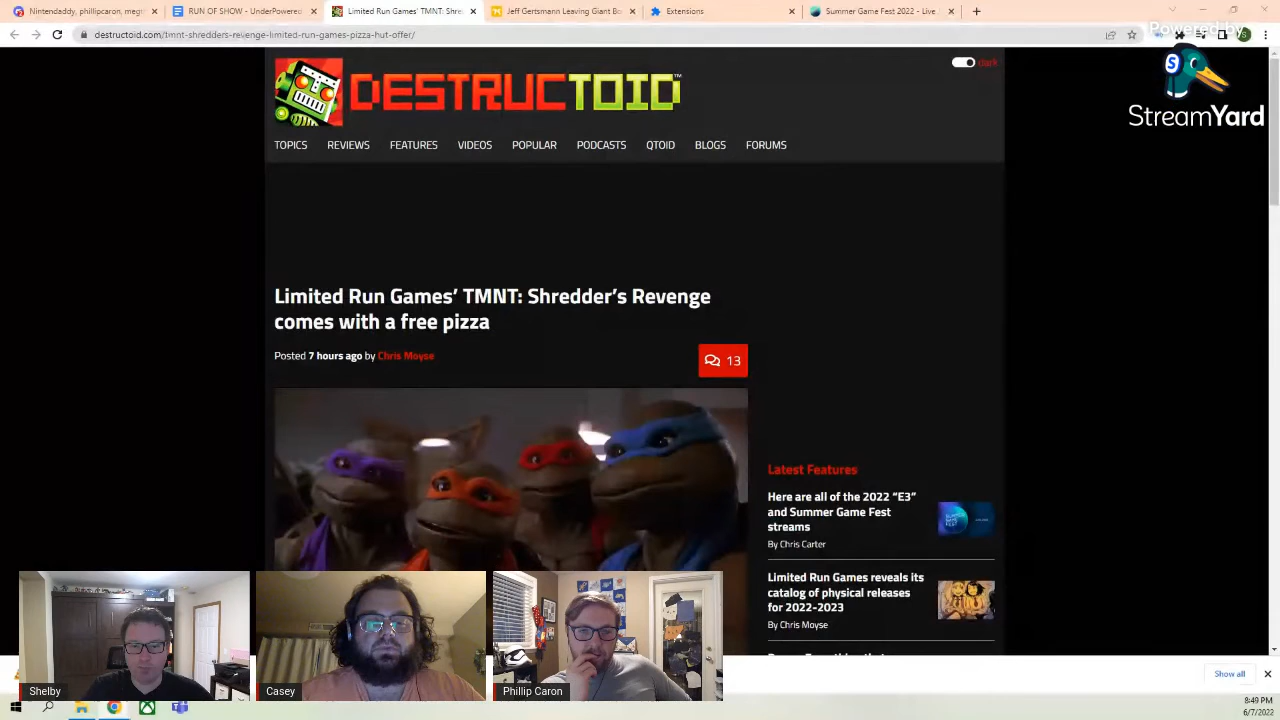 Nintendaddy, phillipcaron, meg
RUN OF SHOW - UnderPowered
Limited Run Games' TMNT: Shre
Jeff Gertsmann Leaving Giant Bo
Extensions
Summer Game Fest 2022 - Live
destructoid.com/tmnt-shredders-revenge-limited-run-games-pizza-hut-offer/
Powered by
StreamYard
DESTRUCTOID
dark
TOPICS REVIEWS FEATURES VIDEOS POPULAR PODCASTS QTOID BLOGS FORUMS
Limited Run Games' TMNT: Shredder's Revenge
comes with a free pizza
Posted 7 hours ago by Chris Moyse
13
Latest Features
Here are all of the 2022 "E3"
and Summer Game Fest
streams
By Chris Carter
Limited Run Games reveals its
catalog of physical releases
for 2022-2023
By Chris Moyse
Shelby
Casey
Phillip Caron
Show all
8:49 PM
6/7/2022